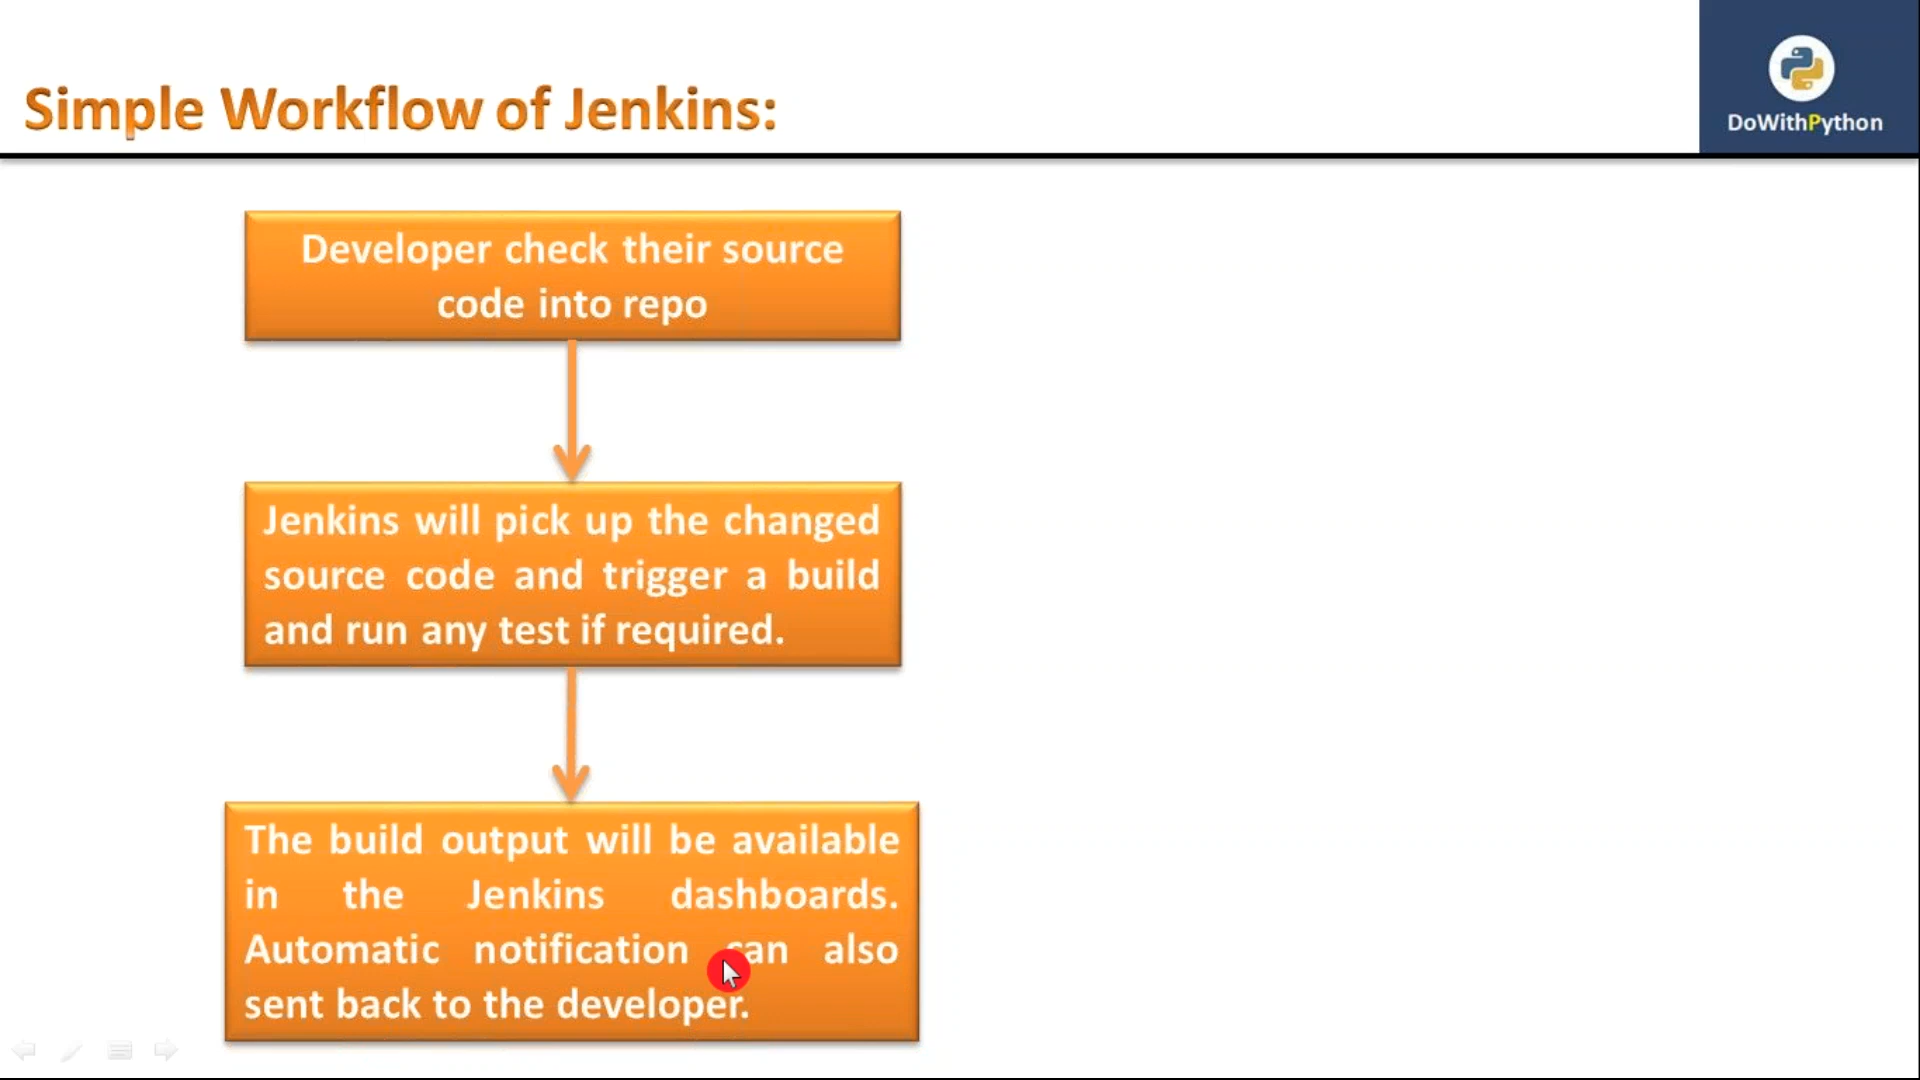 Simple Workflow of Jenkins:
DoWithPython
Developer check their source
code into repo
Jenkins will pick up the changed
source code and trigger a build
and run any test if required.
The build output will be available
in the Jenkins dashboards.
Automatic notification can also
sent back to the developer.